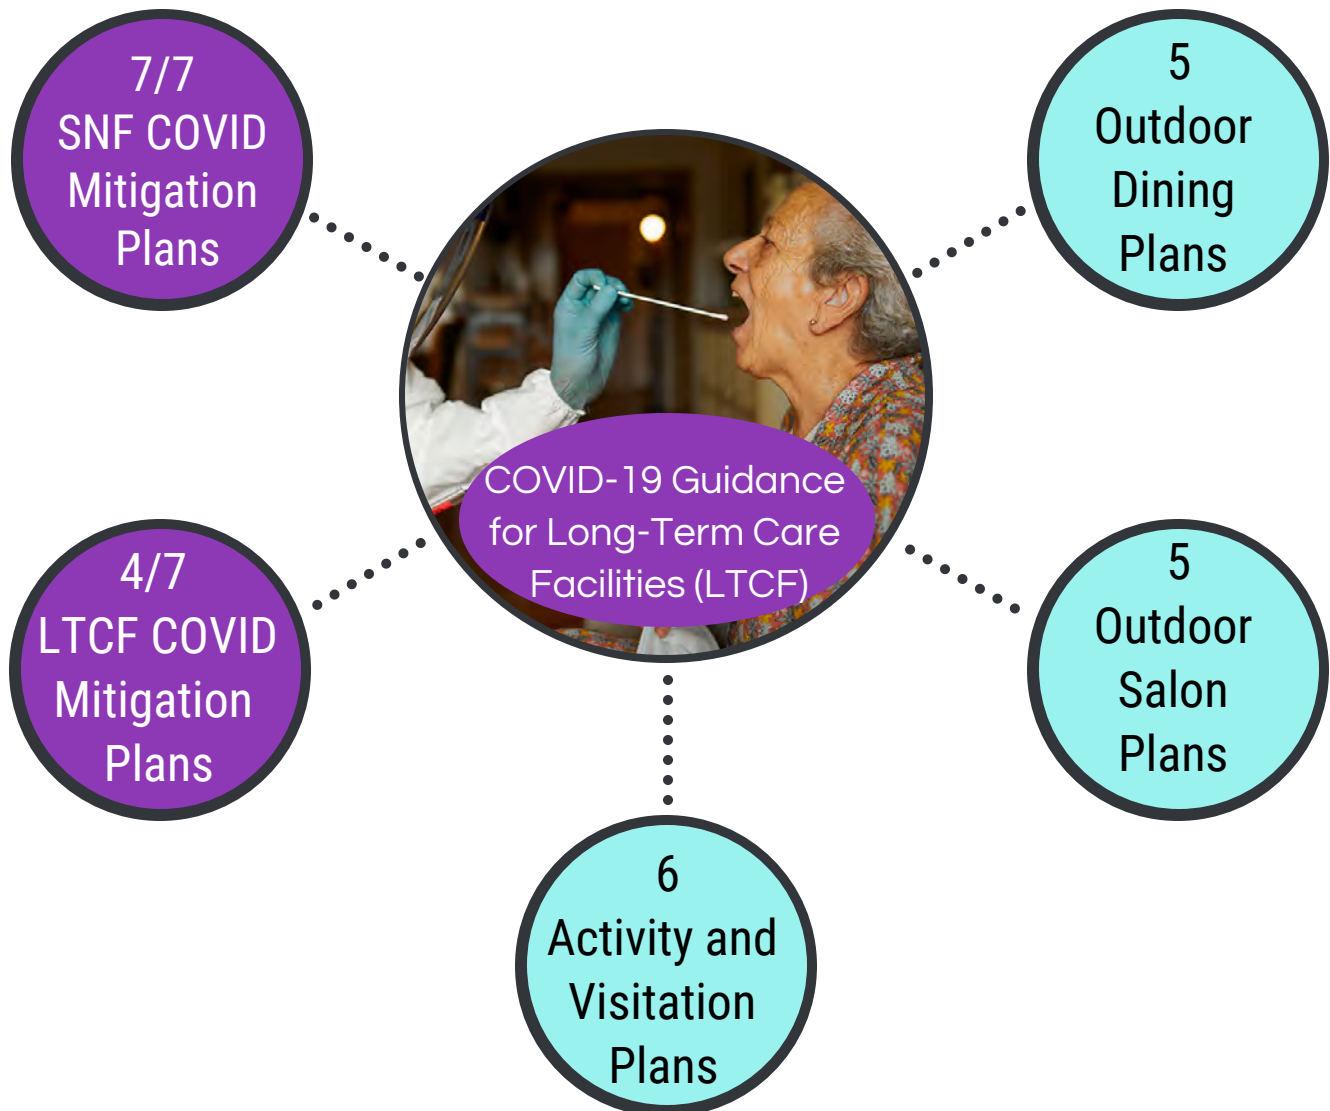 7/7
SNF COVID
Mitigation
Plans
5
Outdoor
Dining
Plans
COVID-19 Guidance
for Long-Term Care
Facilities (LTCF)
4/7
LTCF COVID
Mitigation
Plans
5
Outdoor
Salon
Plans
6
Activity and
Visitation
Plans